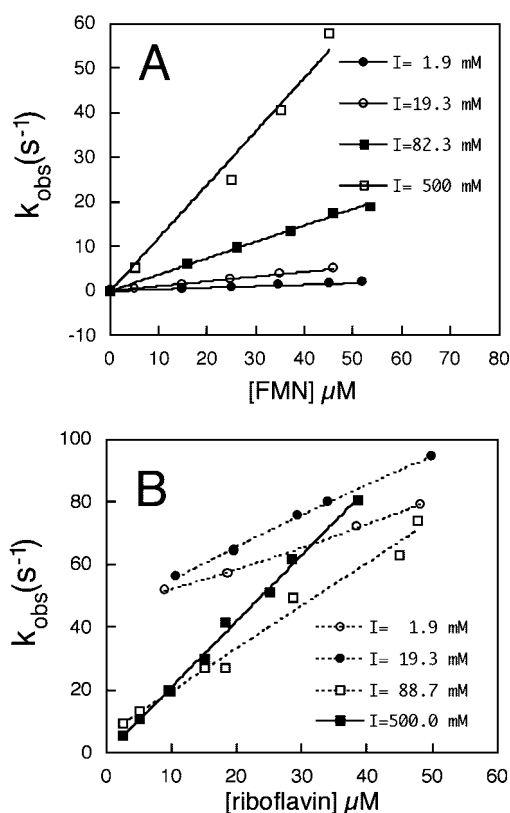 A
60
50
40
30
20
10
0
-10
k_obs(s⁻¹)
I= 1.9 mM
I=19.3 mM
I=82.3 mM
I= 500 mM
0 10 20 30 40 50 60 70 80
[FMN] μM
B
100
80
60
40
20
0
k_obs(s⁻¹)
I= 1.9 mM
I= 19.3 mM
I= 88.7 mM
I=500.0 mM
0 10 20 30 40 50 60
[riboflavin] μM